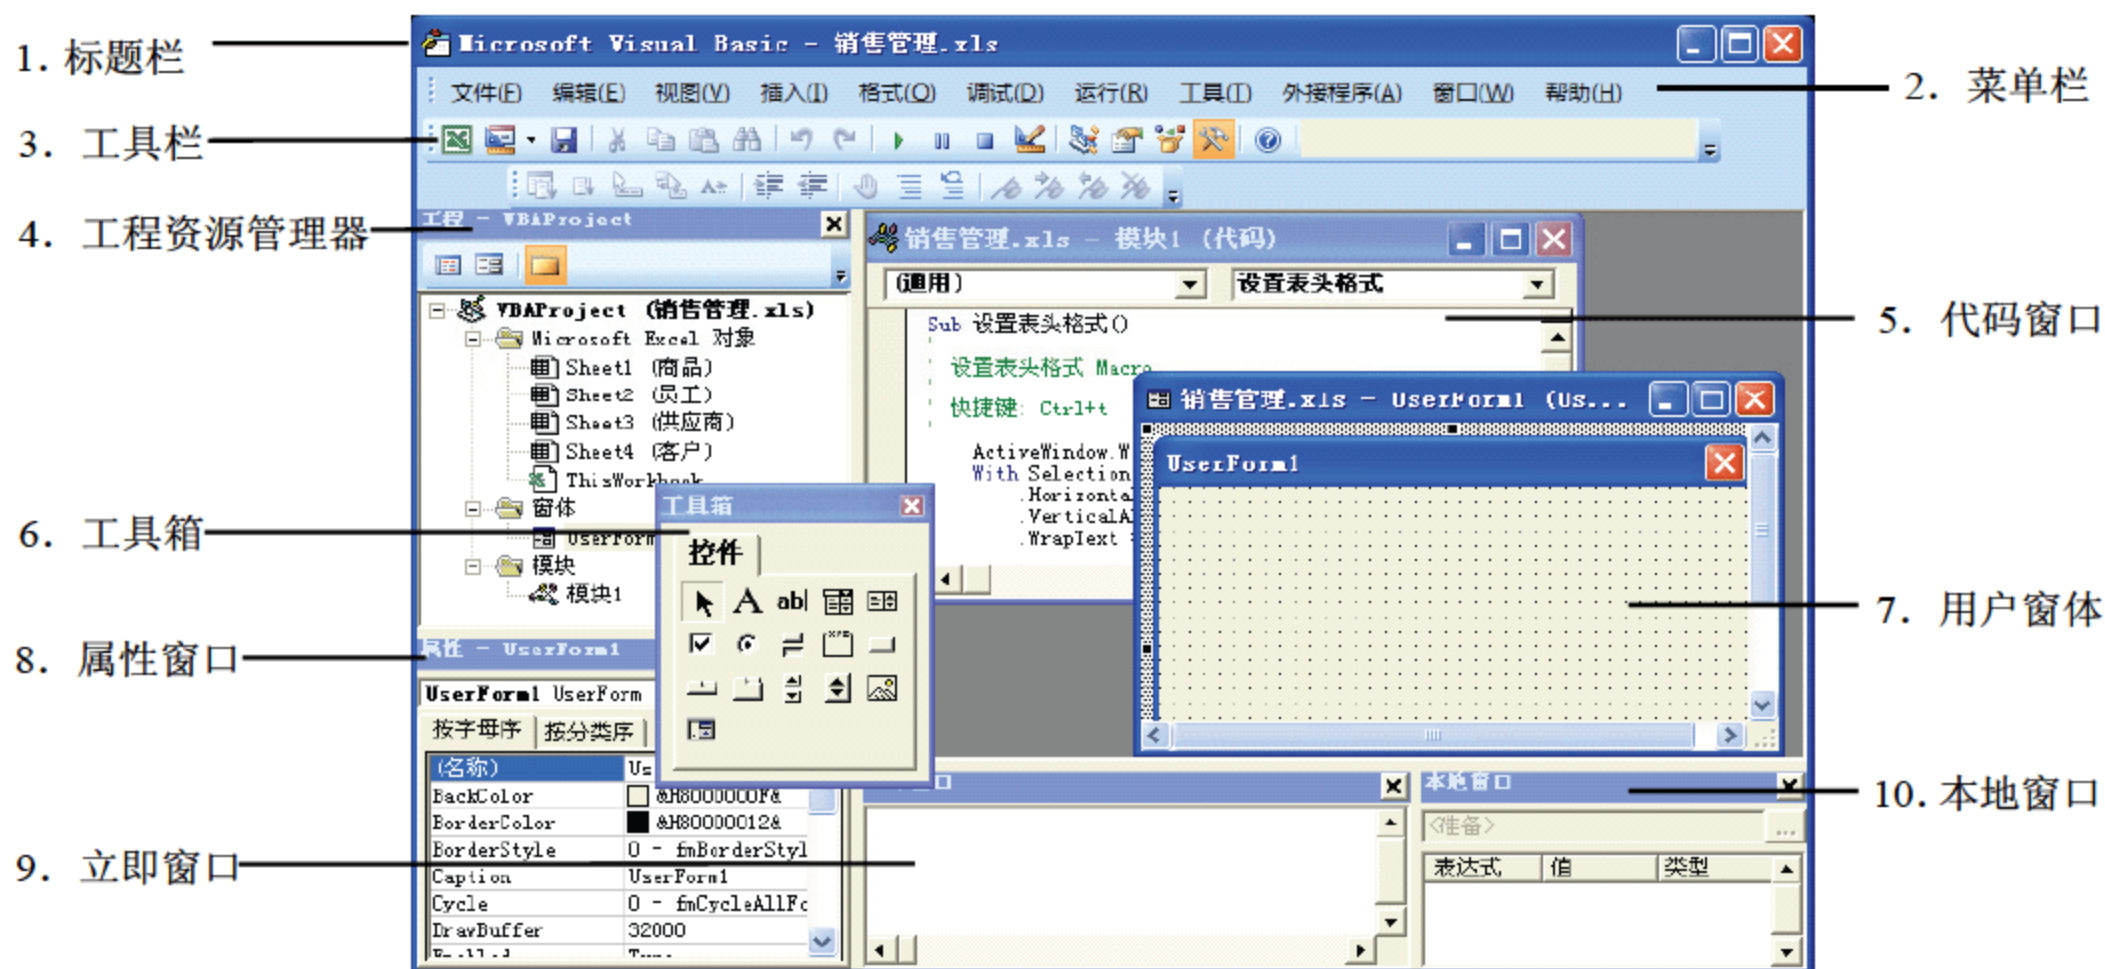 1. 标题栏
Microsoft Visual Basic - 销售管理.xls
文件(F) 编辑(E) 视图(V) 插入(I) 格式(O) 调试(D) 运行(R) 工具(T) 外接程序(A) 窗口(W) 帮助(H)
2. 菜单栏
3. 工具栏
4. 工程资源管理器
工程 - VBAProject
VBAProject (销售管理.xls)
Microsoft Excel 对象
Sheet1 (商品)
Sheet2 (员工)
Sheet3 (供应商)
Sheet4 (客户)
ThisWorkbook
窗体
UserForm
模块
模块1
销售管理.xls - 模块1 (代码)
(通用) 设置表头格式
Sub 设置表头格式()
'
' 设置表头格式 Macro
' 快捷键: Ctrl+t
'
ActiveWindow.W
With Selection
.Horizonta
.VerticalAl
.WrapText
5. 代码窗口
销售管理.xls - UserForm1 (Us...
UserForm1
6. 工具箱
工具箱
控件
A ab
XYZ
7. 用户窗体
8. 属性窗口
属性 - UserForm1
UserForm1 UserForm
按字母序 按分类序
(名称) Us
BackColor &H8000000F&
BorderColor &H80000012&
BorderStyle 0 - fmBorderStyl
Caption UserForm1
Cycle 0 - fmCycleAllFo
DrawBuffer 32000
9. 立即窗口
口
本地窗口
10. 本地窗口
<准备> ...
表达式 值 类型